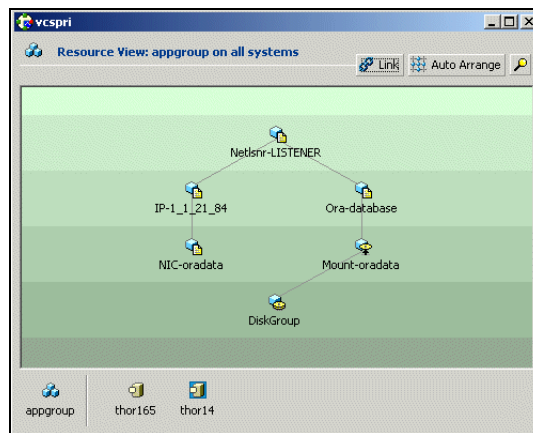 vcspri
Resource View: appgroup on all systems
Link Auto Arrange
Netlsnr-LISTENER
IP-1_1_21_84 Ora-database
NIC-oradata Mount-oradata
DiskGroup
appgroup thor165 thor14